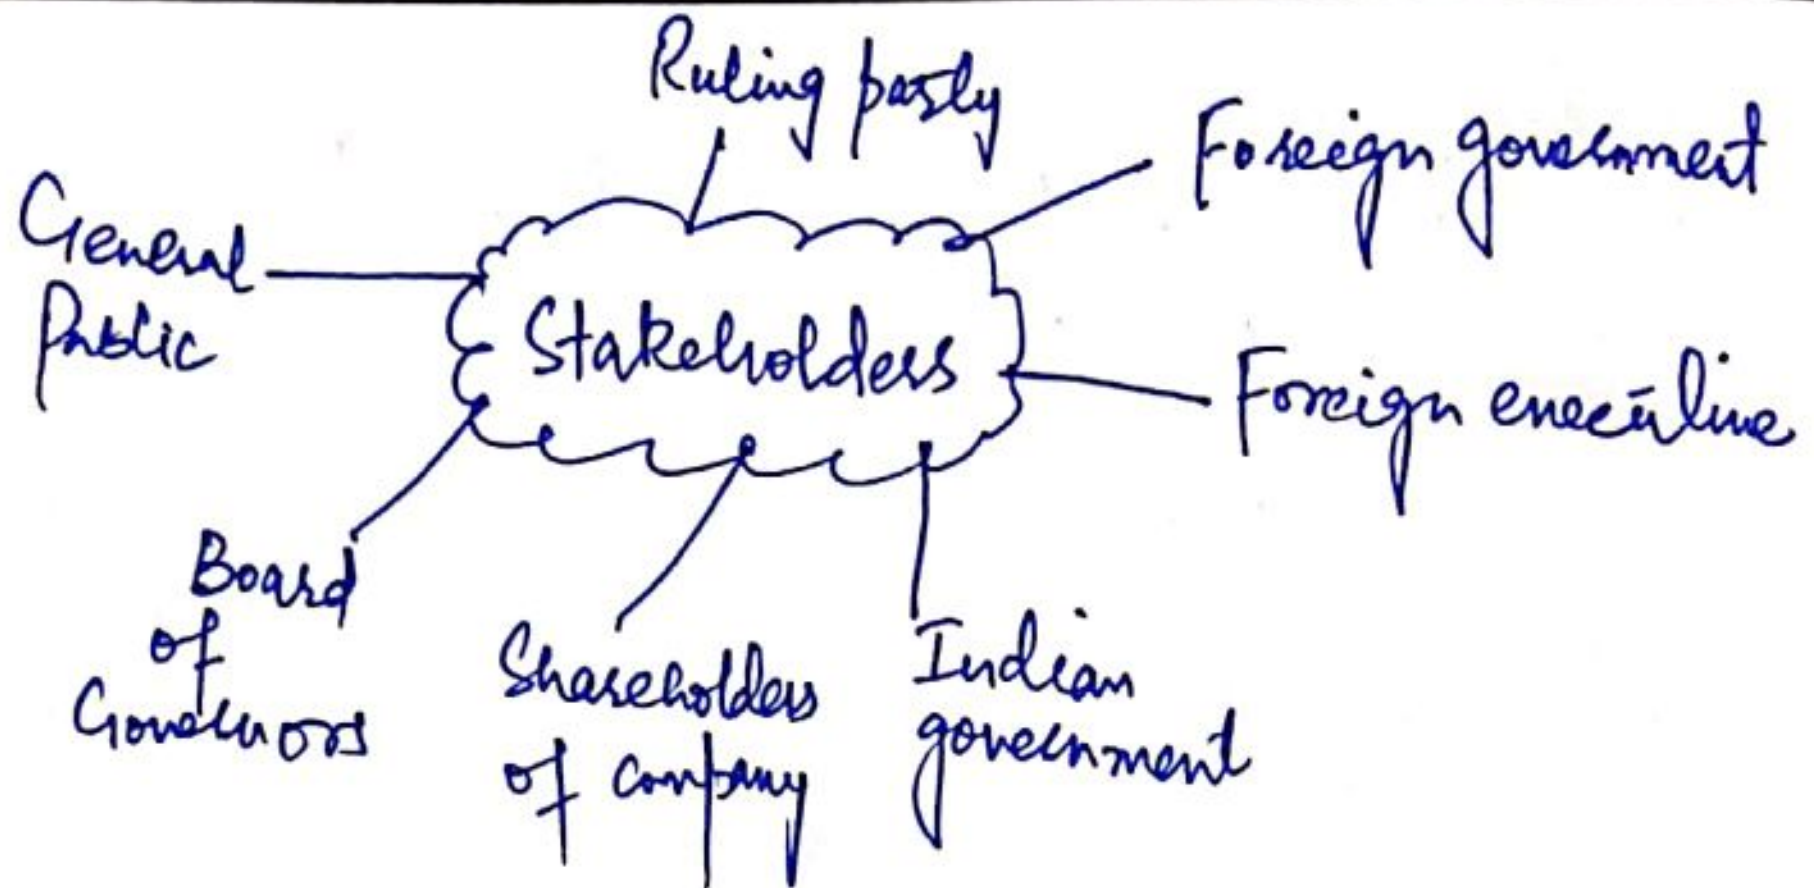 Ruling party
Foreign government
General
Public
Stakeholders
Foreign executive
Board
of
Governors
Shareholders
of company
Indian
government